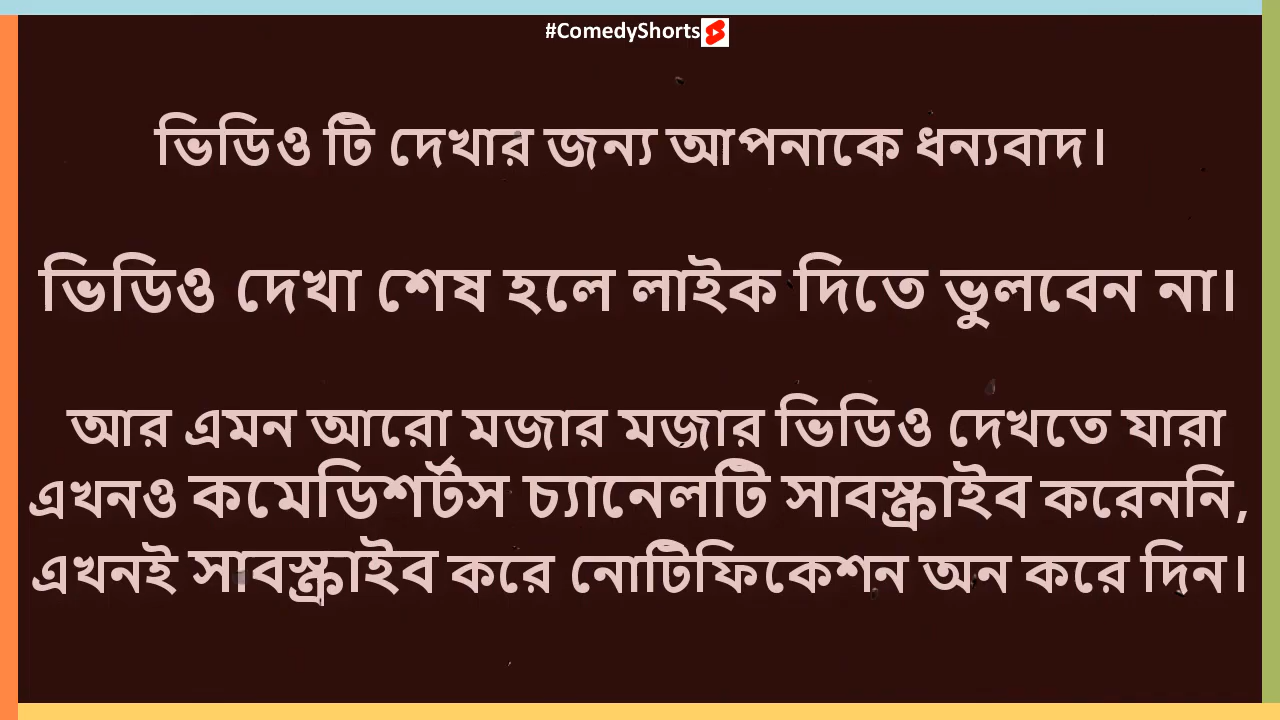 #ComedyShorts
ভিডিও টি দেখার জন্য আপনাকে ধন্যবাদ।
ভিডিও দেখা শেষ হলে লাইক দিতে ভুলবেন না।
আর এমন আরো মজার মজার ভিডিও দেখতে যারা
এখনও কমেডিশর্টস চ্যানেলটি সাবস্ক্রাইব করেননি,
এখনই সাবস্ক্রাইব করে নোটিফিকেশন অন করে দিন।